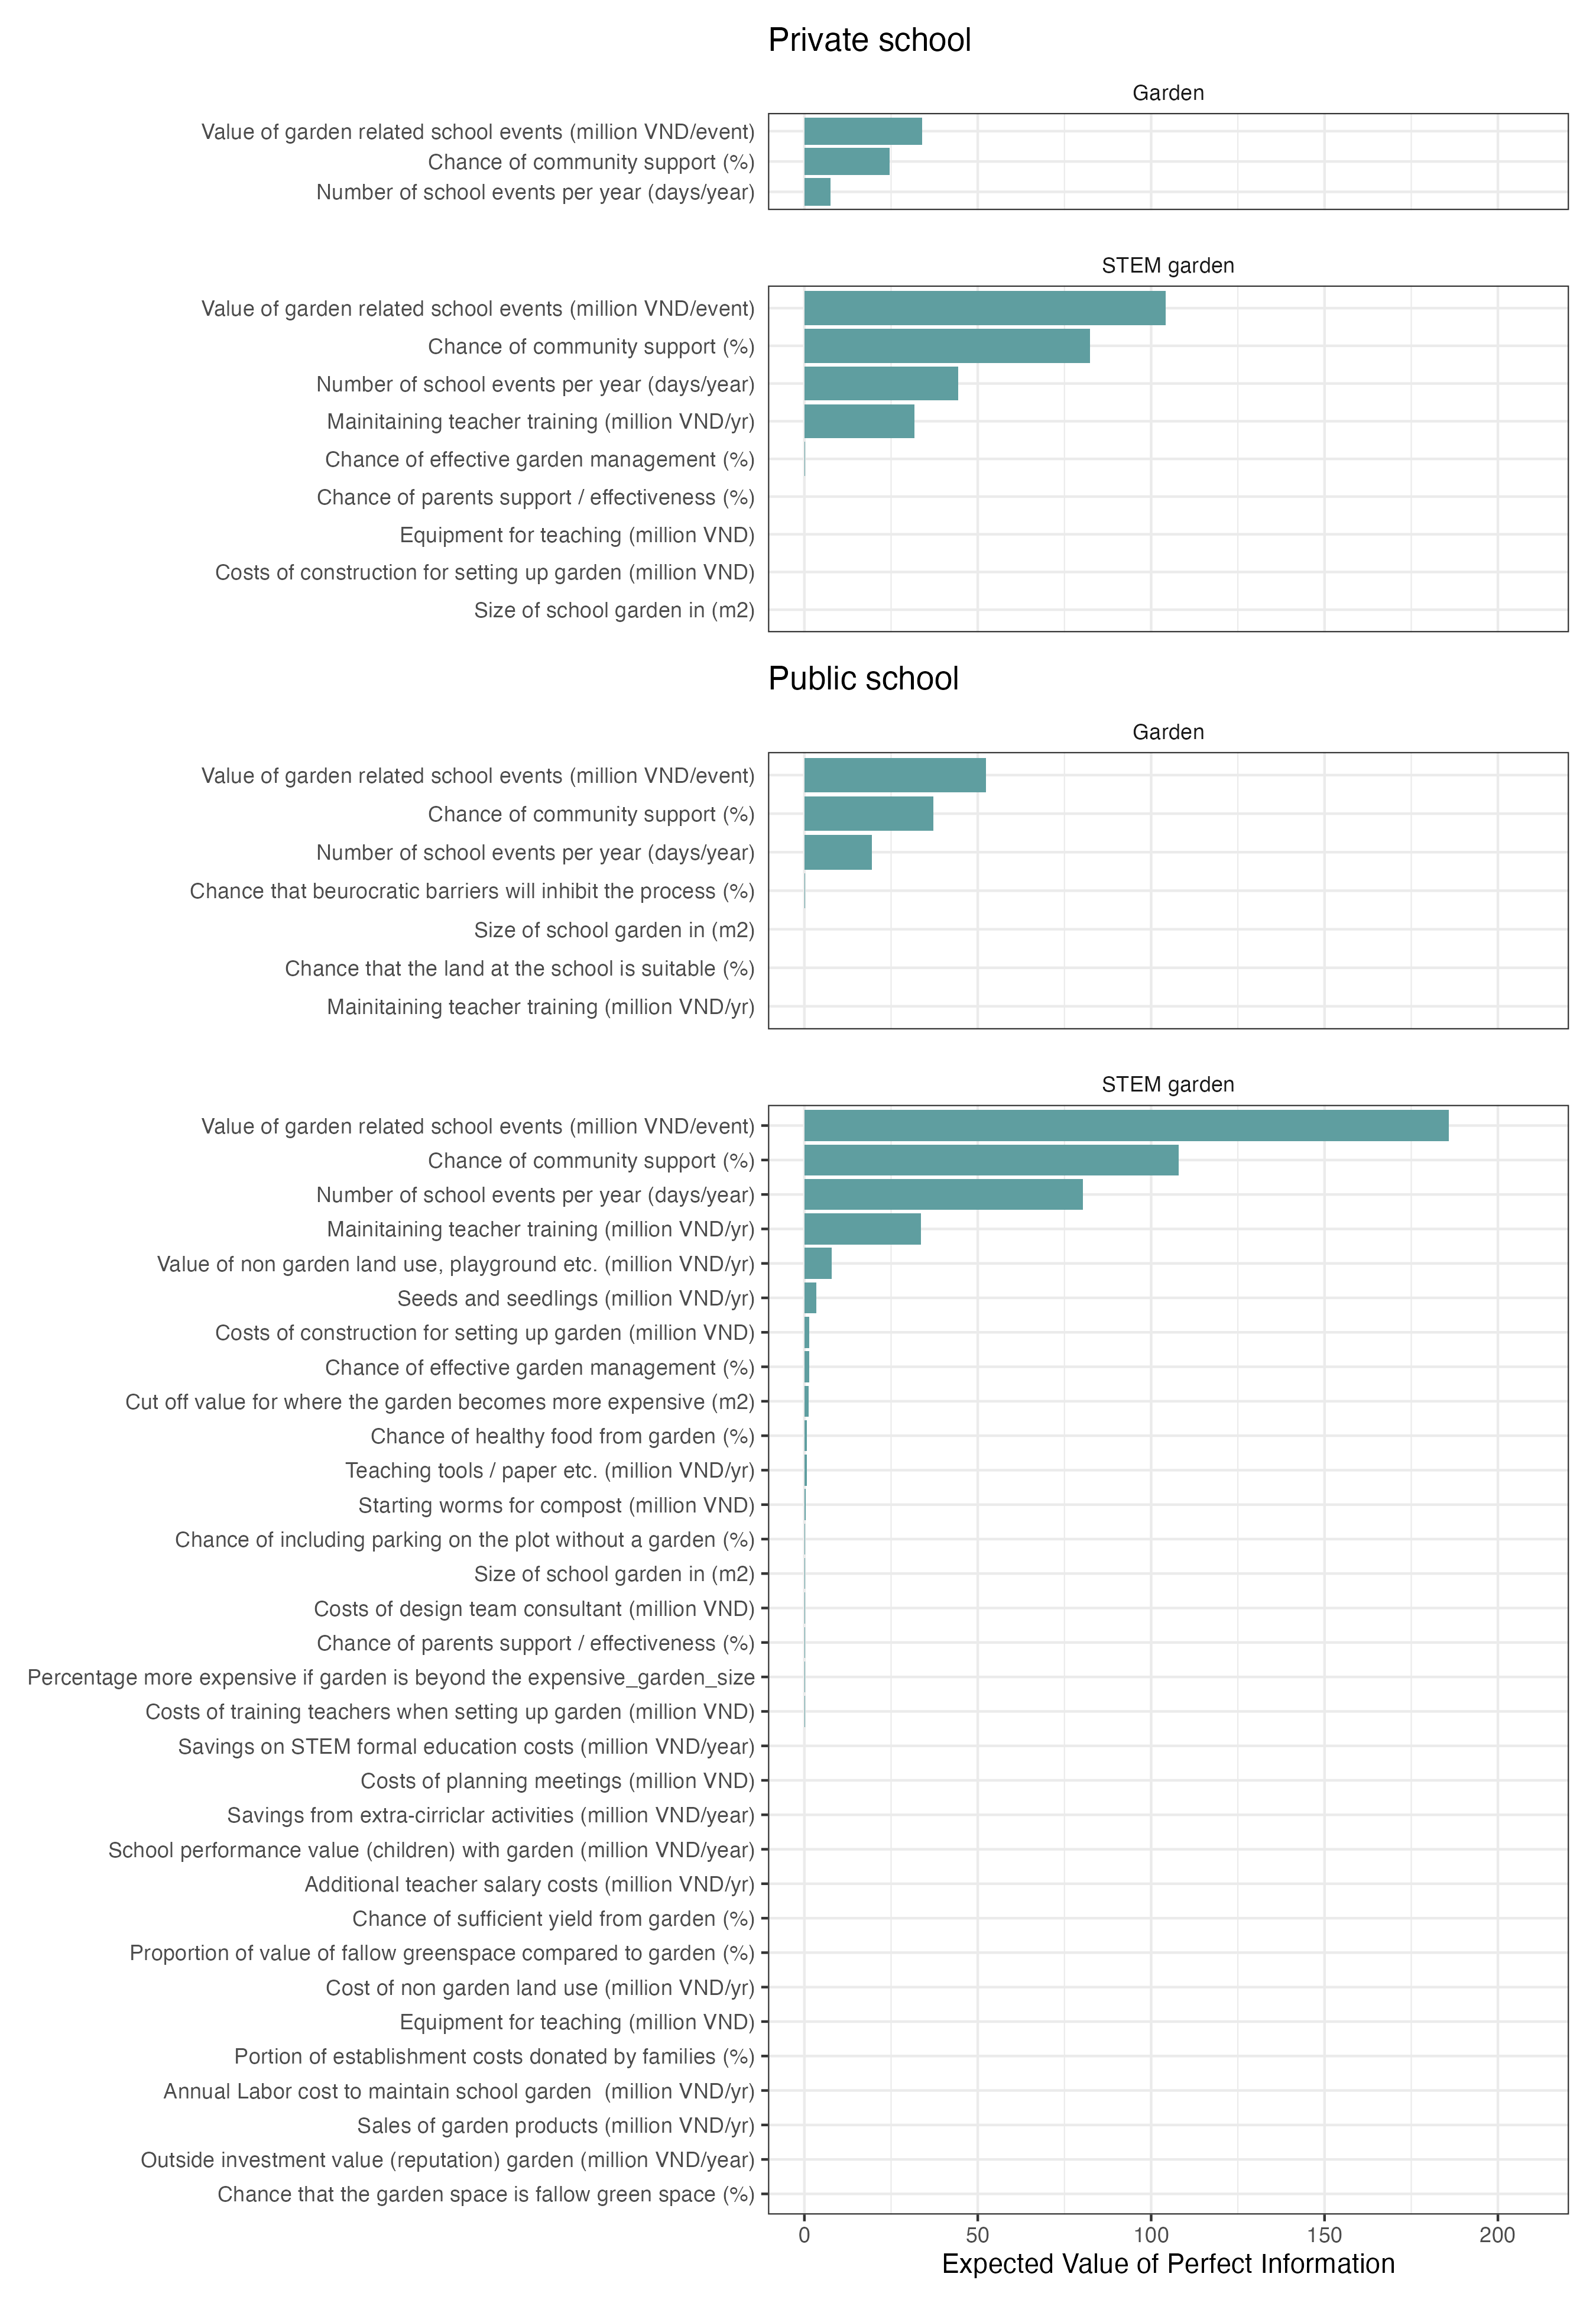 Private school
Garden
Value of garden related school events (million VND/event)
Chance of community support (%)
Number of school events per year (days/year)
STEM garden
Value of garden related school events (million VND/event)
Chance of community support (%)
Number of school events per year (days/year)
Mainitaining teacher training (million VND/yr)
Chance of effective garden management (%)
Chance of parents support / effectiveness (%)
Equipment for teaching (million VND)
Costs of construction for setting up garden (million VND)
Size of school garden in (m2)
Public school
Garden
Value of garden related school events (million VND/event)
Chance of community support (%)
Number of school events per year (days/year)
Chance that beurocratic barriers will inhibit the process (%)
Size of school garden in (m2)
Chance that the land at the school is suitable (%)
Mainitaining teacher training (million VND/yr)
STEM garden
Value of garden related school events (million VND/event)
Chance of community support (%)
Number of school events per year (days/year)
Mainitaining teacher training (million VND/yr)
Value of non garden land use, playground etc. (million VND/yr)
Seeds and seedlings (million VND/yr)
Costs of construction for setting up garden (million VND)
Chance of effective garden management (%)
Cut off value for where the garden becomes more expensive (m2)
Chance of healthy food from garden (%)
Teaching tools / paper etc. (million VND/yr)
Starting worms for compost (million VND)
Chance of including parking on the plot without a garden (%)
Size of school garden in (m2)
Costs of design team consultant (million VND)
Chance of parents support / effectiveness (%)
Percentage more expensive if garden is beyond the expensive_garden_size
Costs of training teachers when setting up garden (million VND)
Savings on STEM formal education costs (million VND/year)
Costs of planning meetings (million VND)
Savings from extra-cirriclar activities (million VND/year)
School performance value (children) with garden (million VND/year)
Additional teacher salary costs (million VND/yr)
Chance of sufficient yield from garden (%)
Proportion of value of fallow greenspace compared to garden (%)
Cost of non garden land use (million VND/yr)
Equipment for teaching (million VND)
Portion of establishment costs donated by families (%)
Annual Labor cost to maintain school garden  (million VND/yr)
Sales of garden products (million VND/yr)
Outside investment value (reputation) garden (million VND/year)
Chance that the garden space is fallow green space (%)
0 50 100 150 200
Expected Value of Perfect Information